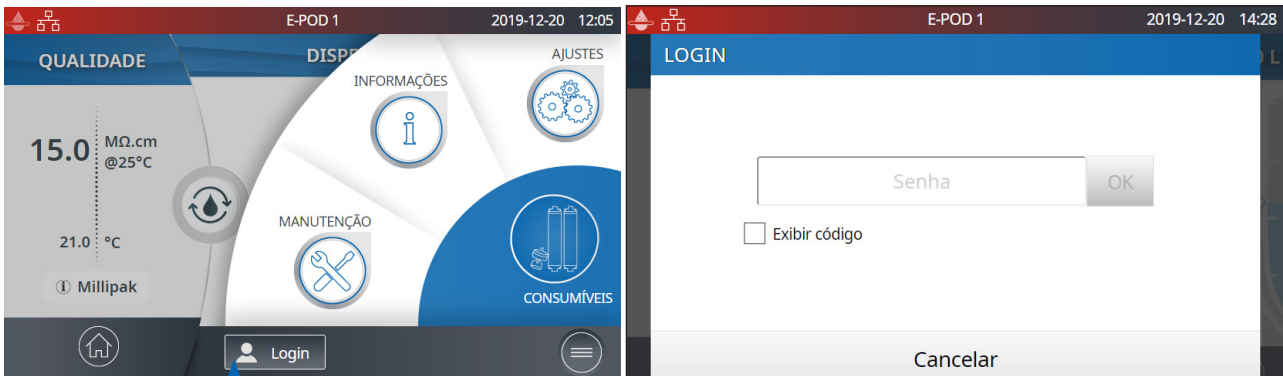 E-POD 1
2019-12-20 12:05
QUALIDADE
DISPE
AJUSTES
INFORMAÇÕES
15.0 MΩ.cm
@25°C
MANUTENÇÃO
21.0 °C
Millipak
CONSUMÍVEIS
Login
E-POD 1
2019-12-20 14:28
LOGIN
L
Senha
OK
Exibir código
Cancelar